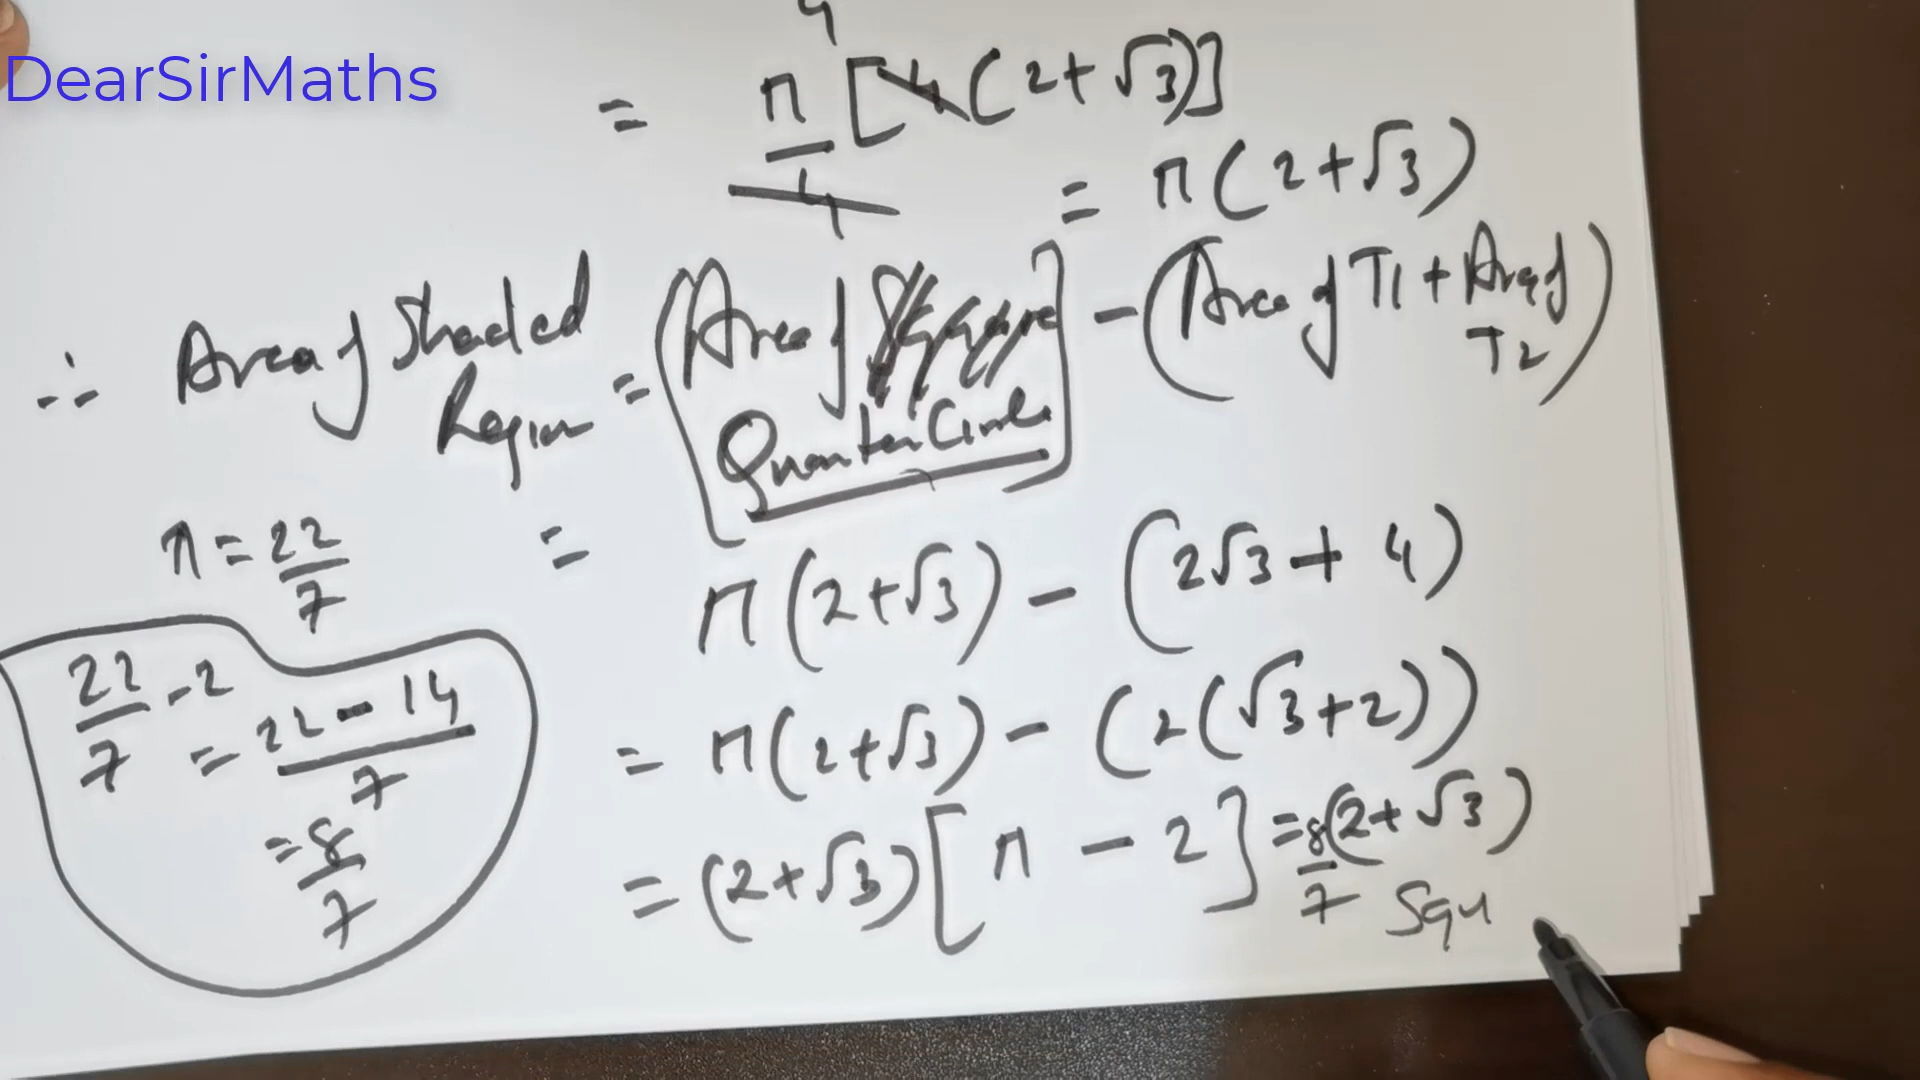 DearSirMaths
4
= π/4 [4(2+√3)]
= π(2+√3)
∴ Area of Shaded Region = (Area of Square Quarter Circle] - (Area of T1 + Area of T2)
π = 22/7
= π(2+√3) - (2√3 + 4)
22/7 - 2 = 22 - 14/7
= 8/7
= π(2+√3) - (2(√3+2))
= (2+√3)[π - 2] = 8/7(2+√3)
Squ